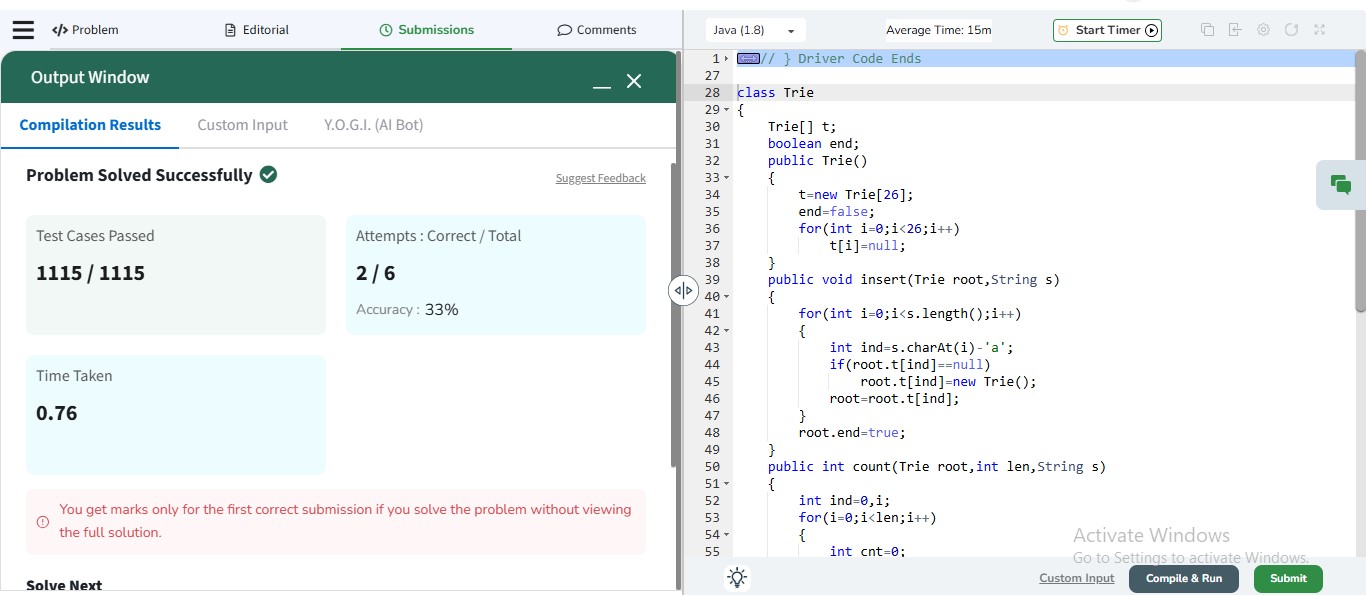 </> Problem
Editorial
Submissions
Comments
Output Window
Compilation Results
Custom Input
Y.O.G.I. (AI Bot)
Problem Solved Successfully
Suggest Feedback
Test Cases Passed
1115 / 1115
Attempts : Correct / Total
2 / 6
Accuracy : 33%
Time Taken
0.76
You get marks only for the first correct submission if you solve the problem without viewing
the full solution.
Solve Next
Java (1.8)
Average Time: 15m
Start Timer
1 // } Driver Code Ends
27
28 class Trie
29 {
30 Trie[] t;
31 boolean end;
32 public Trie()
33 {
34 t=new Trie[26];
35 end=false;
36 for(int i=0;i<26;i++)
37 t[i]=null;
38 }
39 public void insert(Trie root,String s)
40 {
41 for(int i=0;i<s.length();i++)
42 {
43 int ind=s.charAt(i)-'a';
44 if(root.t[ind]==null)
45 root.t[ind]=new Trie();
46 root=root.t[ind];
47 }
48 root.end=true;
49 }
50 public int count(Trie root,int len,String s)
51 {
52 int ind=0,i;
53 for(i=0;i<len;i++)
54 {
55 int cnt=0;
Activate Windows
Go to Settings to activate Windows.
Custom Input
Compile & Run
Submit